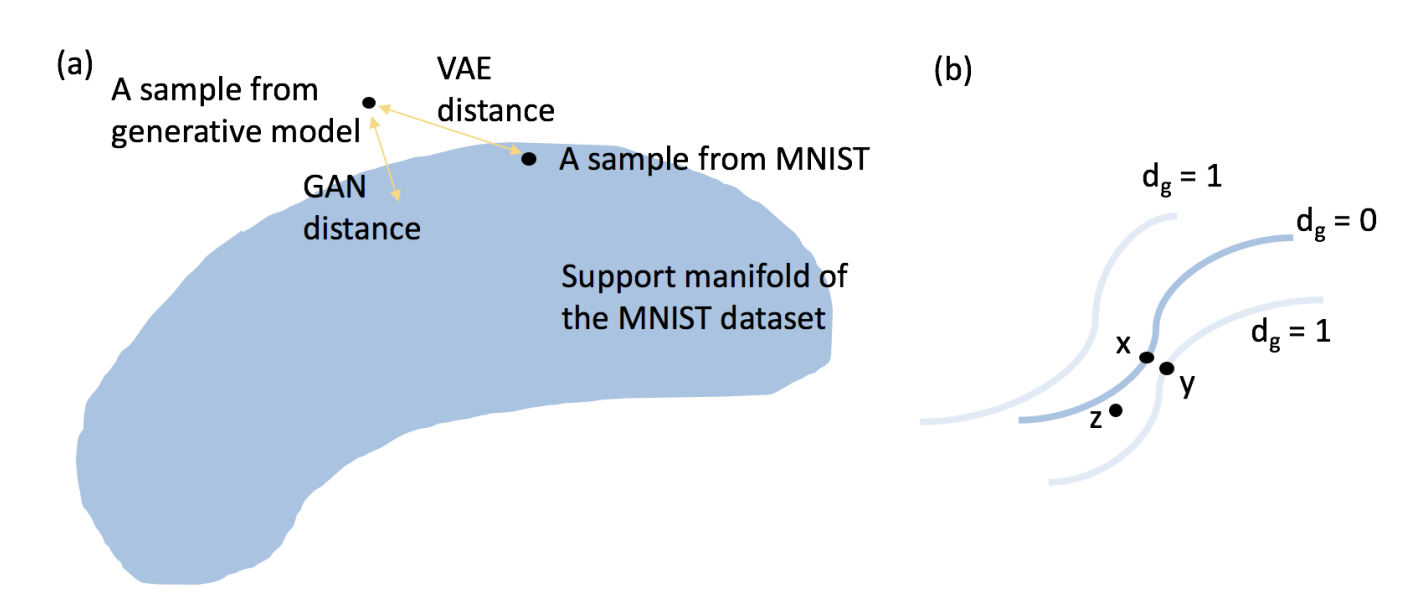 (a)
A sample from
generative model
VAE
distance
A sample from MNIST
GAN
distance
Support manifold of
the MNIST dataset
(b)
d_g = 1
d_g = 0
d_g = 1
x
y
z